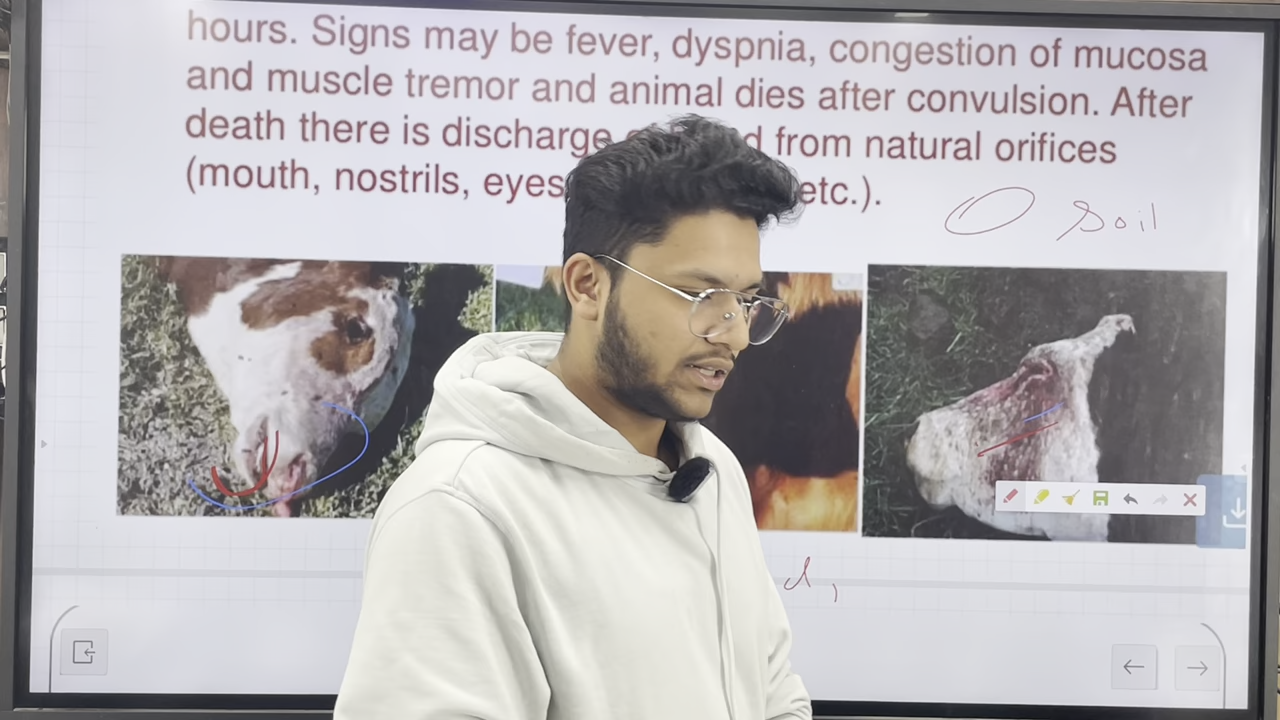 hours. Signs may be fever, dyspnia, congestion of mucosa
and muscle tremor and animal dies after convulsion. After
death there is discharge from natural orifices
(mouth, nostrils, eyes etc.).
Soil